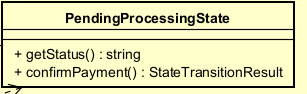 PendingProcessingState
+ getStatus() : string
+ confirmPayment() : StateTransitionResult